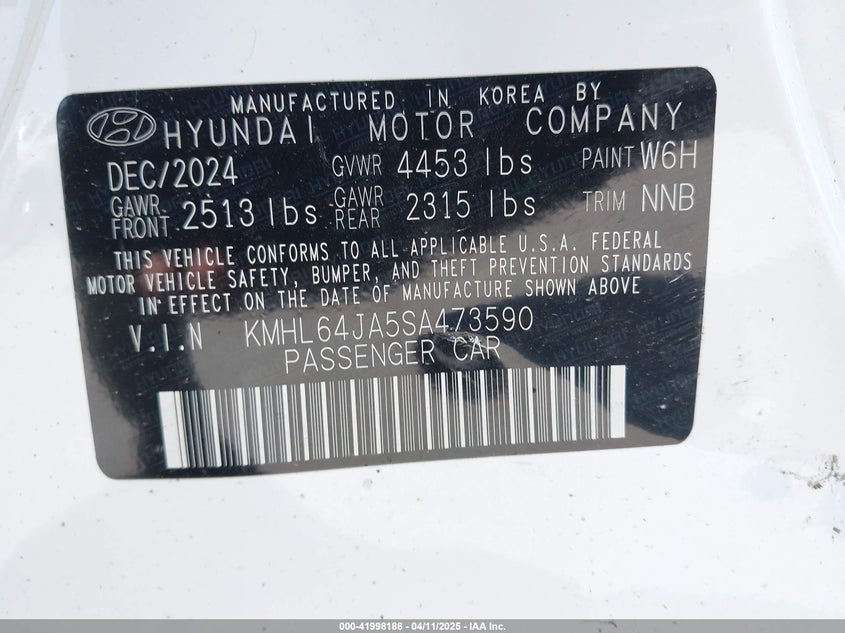 MANUFACTURED IN KOREA BY
HYUNDAI MOTOR COMPANY
DEC/2024 GVWR 4453 lbs PAINT W6H
GAWR FRONT 2513 lbs GAWR REAR 2315 lbs TRIM NNB
THIS VEHICLE CONFORMS TO ALL APPLICABLE U.S.A. FEDERAL
MOTOR VEHICLE SAFETY, BUMPER, AND THEFT PREVENTION STANDARDS
IN EFFECT ON THE DATE OF MANUFACTURE SHOWN ABOVE
V.I.N KMHL64JA5SA473590
PASSENGER CAR
000-41998188 - 04/11/2025 - IAA Inc.